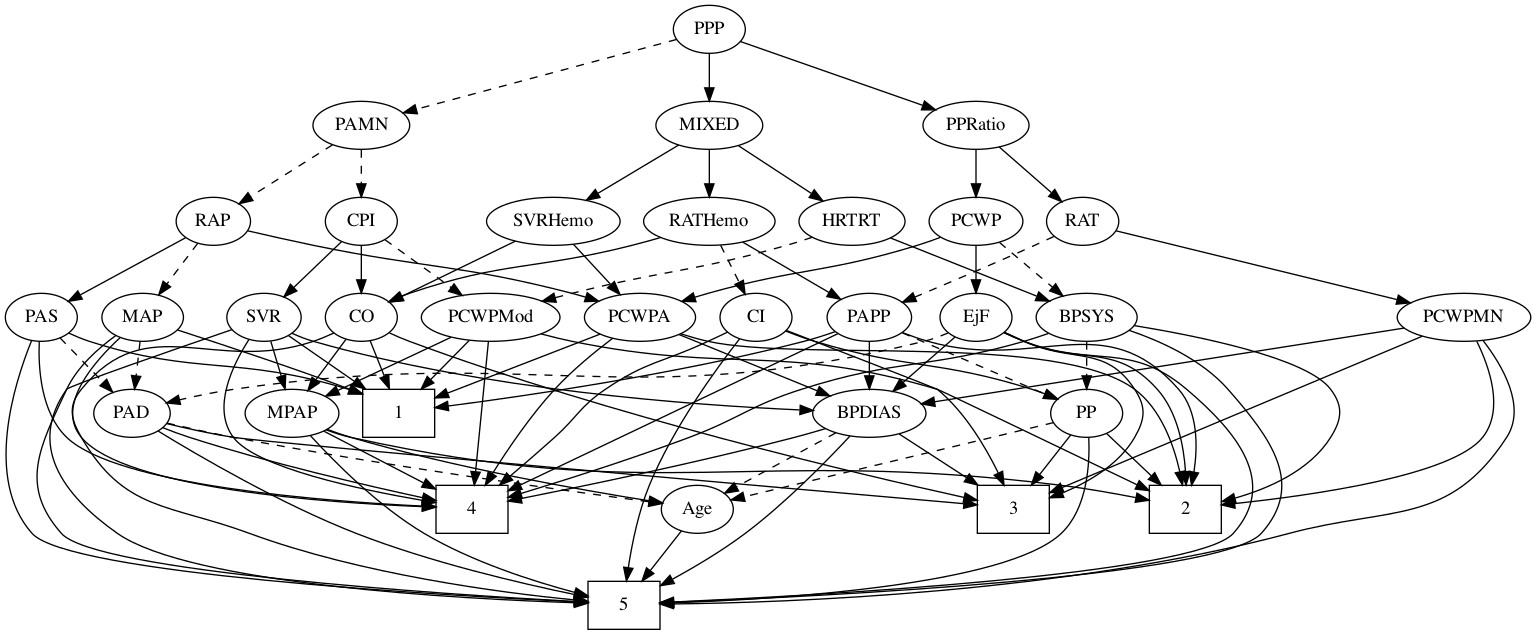 PPP
PAMN
MIXED
PPRatio
RAP
CPI
SVRHemo
RATHemo
HRTRT
PCWP
RAT
PAS
MAP
SVR
CO
PCWPMod
PCWPA
CI
PAPP
EjF
BPSYS
PCWPMN
PAD
MPAP
1
BPDIAS
PP
4
Age
3
2
5